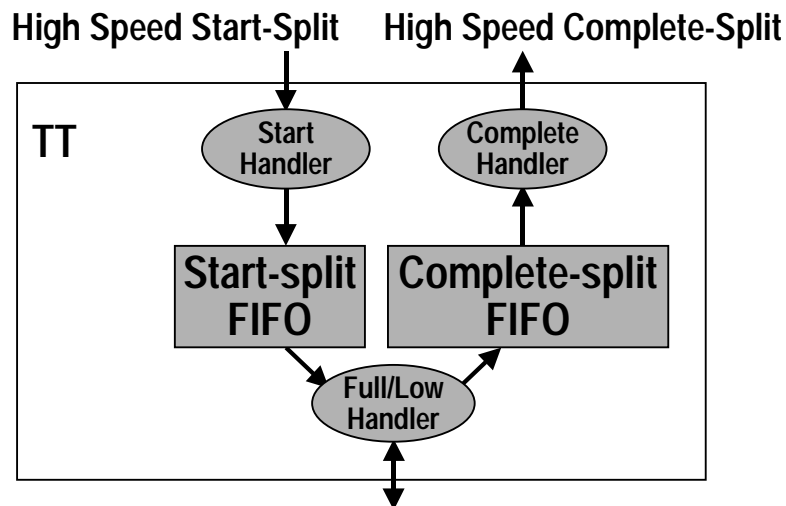 High Speed Start-Split
High Speed Complete-Split
TT
Start
Handler
Complete
Handler
Start-split
FIFO
Complete-split
FIFO
Full/Low
Handler